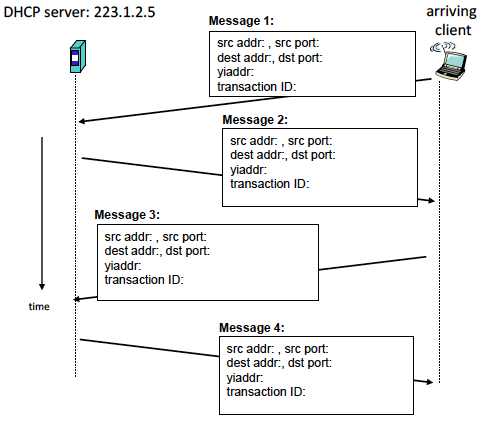 DHCP server: 223.1.2.5
arriving
client
Message 1:
src addr: , src port:
dest addr:, dst port:
yiaddr:
transaction ID:
Message 2:
src addr: , src port:
dest addr:, dst port:
yiaddr:
transaction ID:
Message 3:
src addr: , src port:
dest addr:, dst port:
yiaddr:
transaction ID:
time
Message 4:
src addr: , src port:
dest addr:, dst port:
yiaddr:
transaction ID: